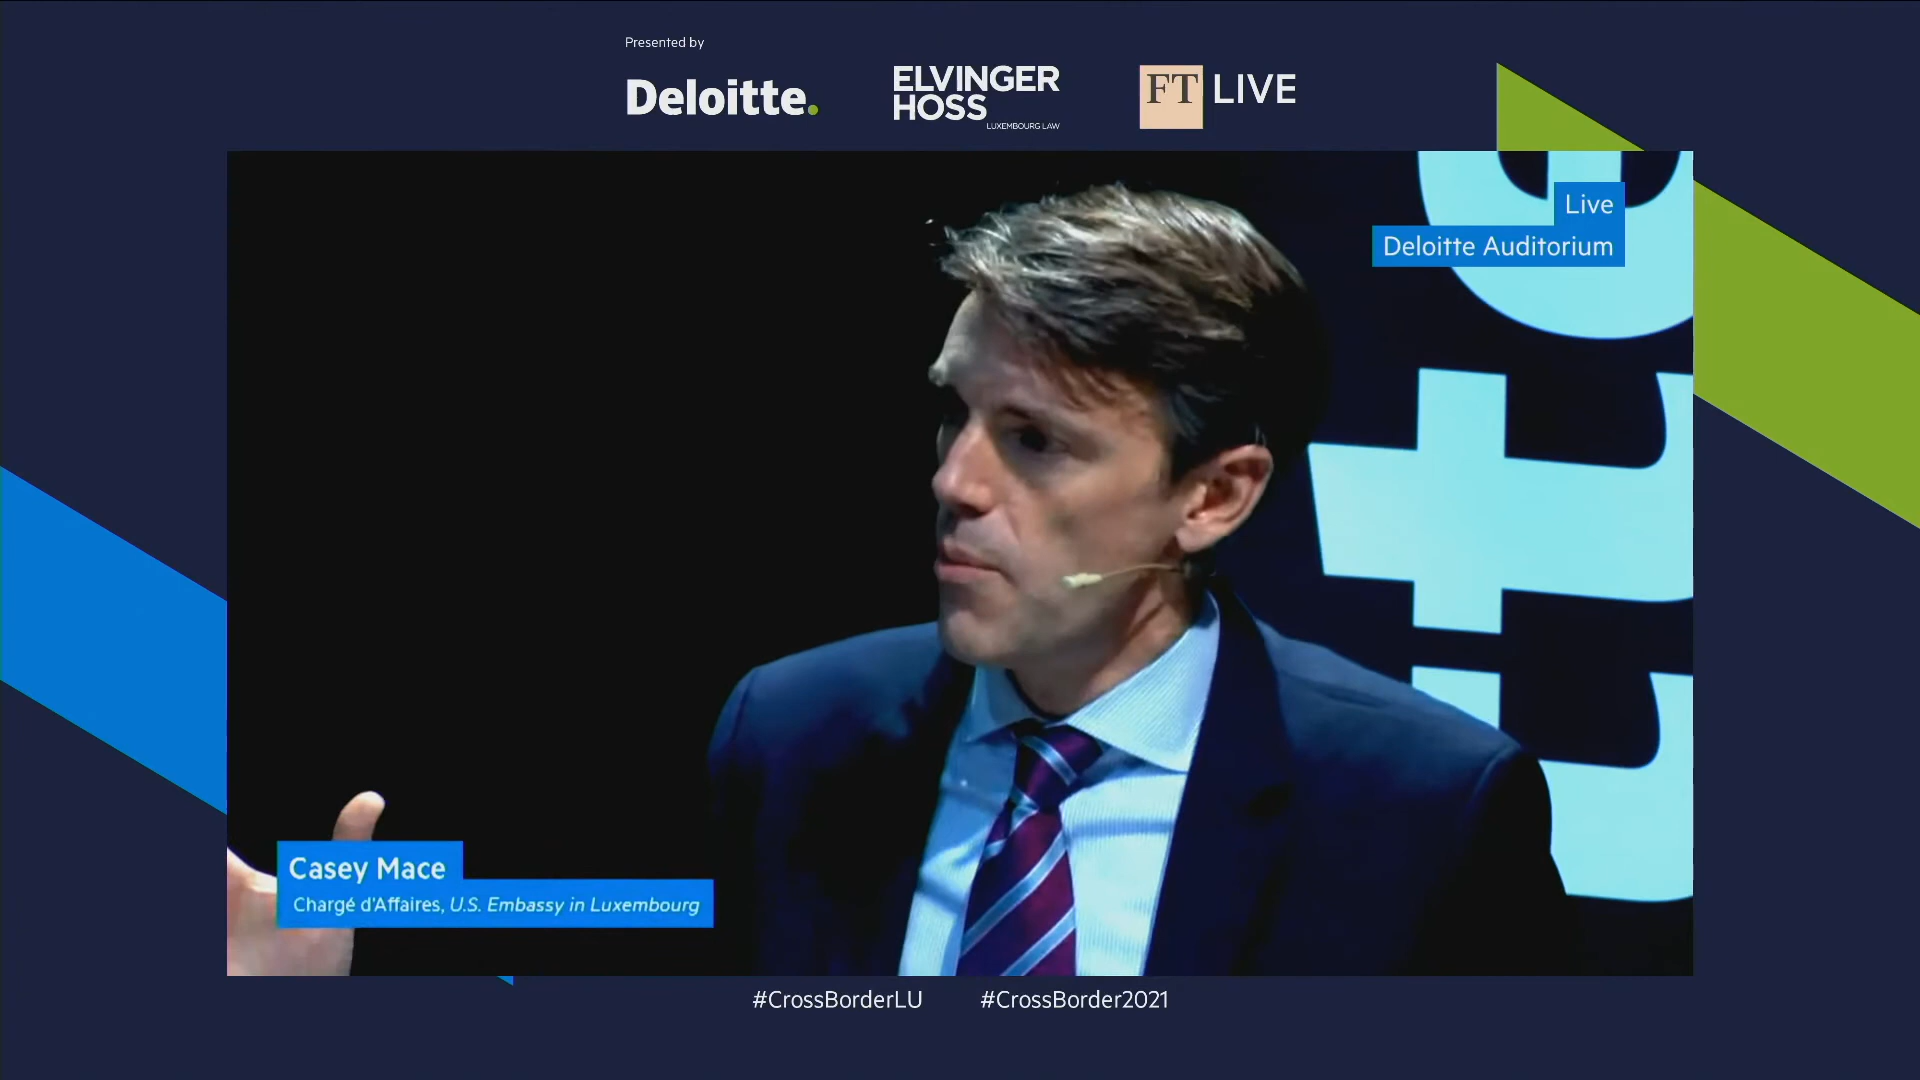 Presented by
Deloitte.
ELVINGER
HOSS
LUXEMBOURG LAW
FT LIVE
Live
Deloitte Auditorium
Casey Mace
Chargé d'Affaires, U.S. Embassy in Luxembourg
#CrossBorderLU #CrossBorder2021